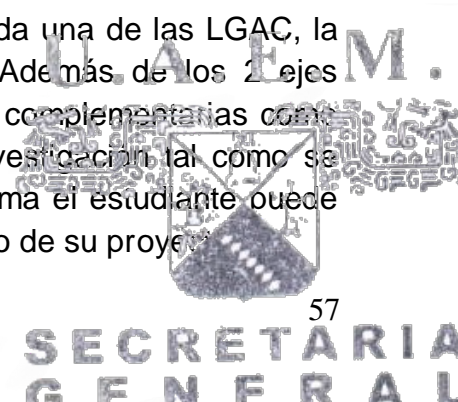 da una de las LGAC, la
U. A. E. M.
Además de los 2 ejes
complementarias como
vestigación tal como se
ma el estudiante puede
o de su proye
57
SECRETARIA
GENERAL